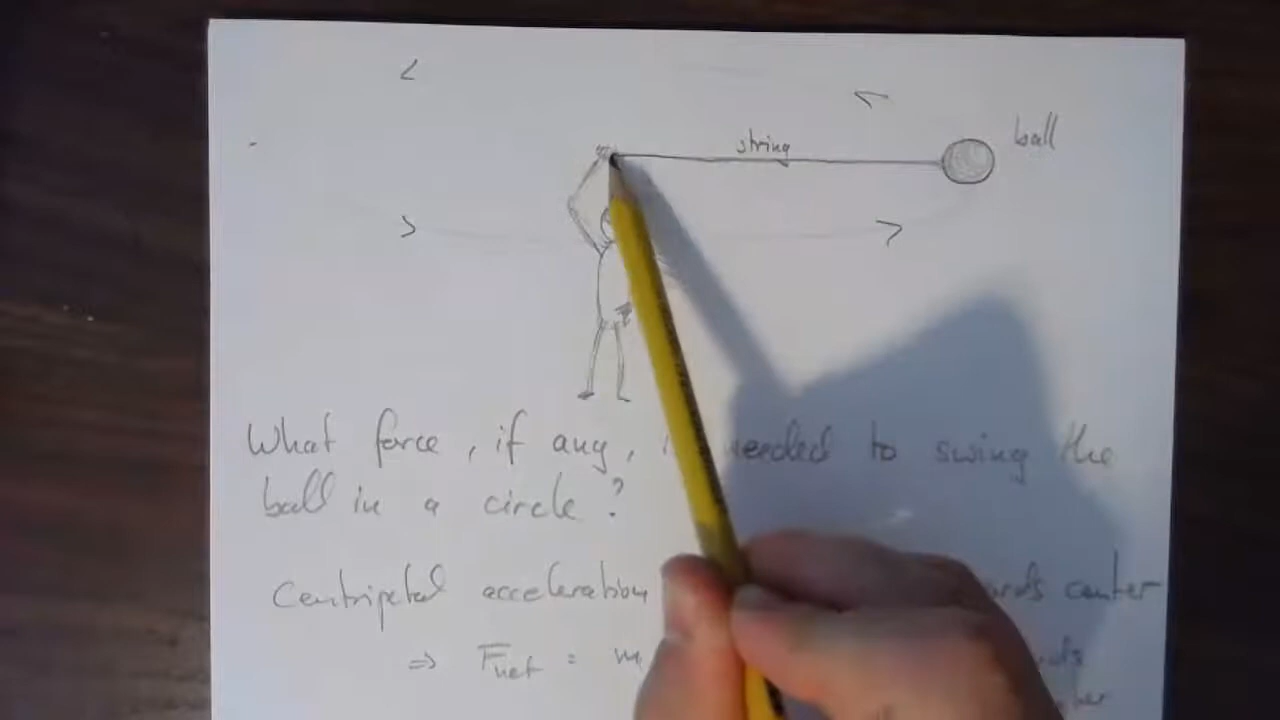 ball
string
What force, if any, needed to swing the
ball in a circle?
Centripetal acceleration center
⇒ Fnet = m